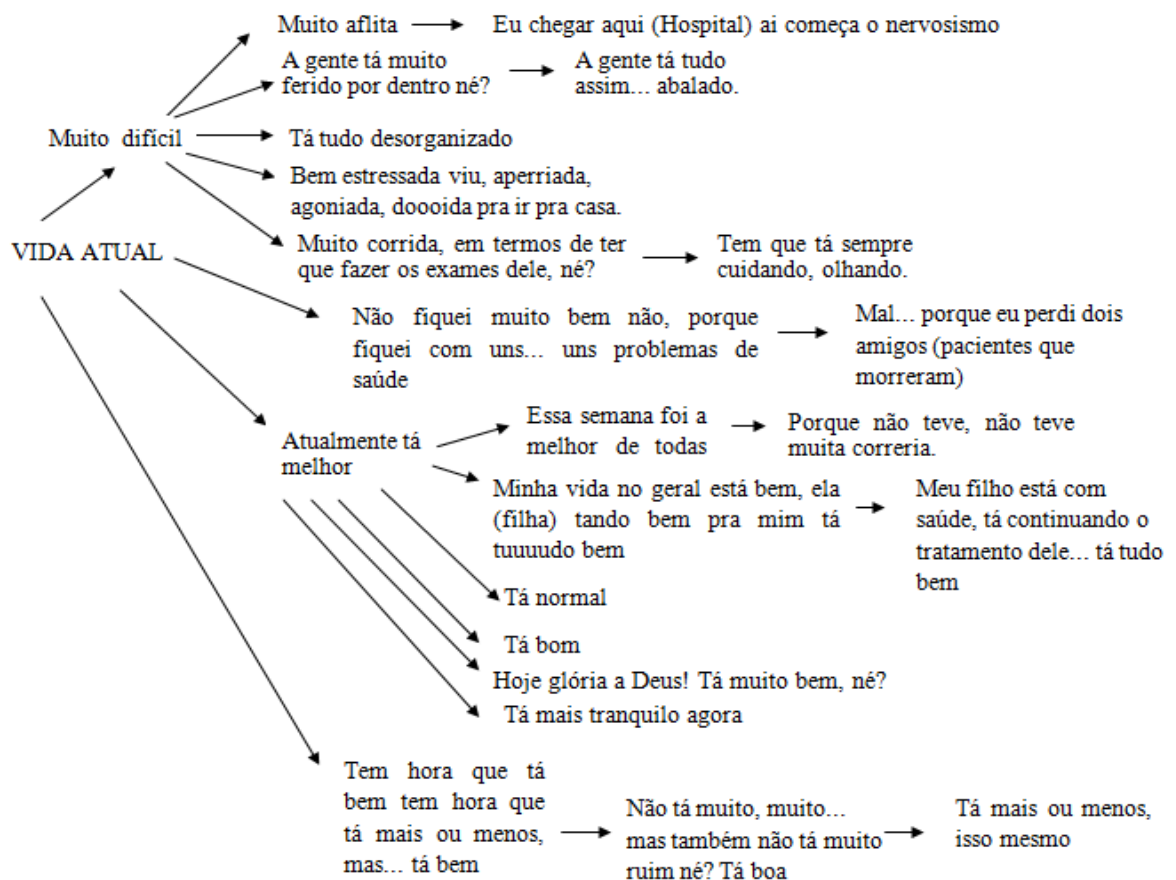 Muito aflita
Eu chegar aqui (Hospital) ai começa o nervosismo
A gente tá muito
ferido por dentro né?
A gente tá tudo
assim... abalado.
Muito difícil
Tá tudo desorganizado
Bem estressada viu, aperriada,
agoniada, doooida pra ir pra casa.
VIDA ATUAL
Muito corrida, em termos de ter
que fazer os exames dele, né?
Tem que tá sempre
cuidando, olhando.
Não fiquei muito bem não, porque
fiquei com uns... uns problemas de
saúde
Mal... porque eu perdi dois
amigos (pacientes que
morreram)
Atualmente tá
melhor
Essa semana foi a
melhor de todas
Porque não teve, não teve
muita correria.
Minha vida no geral está bem, ela
(filha) tando bem pra mim tá
tuuuudo bem
Meu filho está com
saúde, tá continuando o
tratamento dele... tá tudo
bem
Tá normal
Tá bom
Hoje glória a Deus! Tá muito bem, né?
Tá mais tranquilo agora
Tem hora que tá
bem tem hora que
tá mais ou menos,
mas... tá bem
Não tá muito, muito...
mas também não tá muito
ruim né? Tá boa
Tá mais ou menos,
isso mesmo